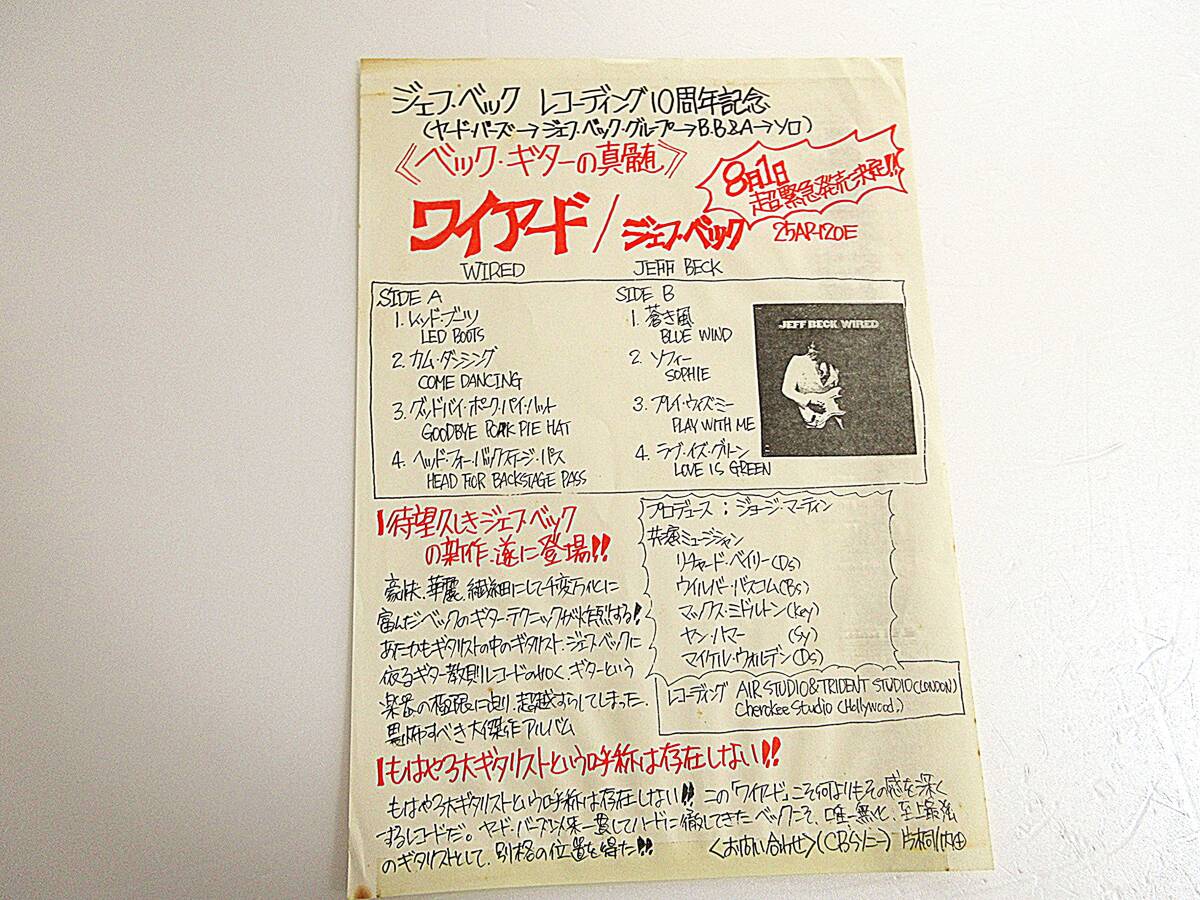 ジェフ・ベック レコーディング10周年記念
(ヤード・バーズ→ジェフ・ベック・グループ→B.B&A→ソロ)
《ベック・ギターの真髄》
8月1日
超緊急発売決定!!
ワイアード/ジェフ・ベック 25AP-120E
WIRED JEFF BECK
SIDE A
1. レッド・ブーツ
LED BOOTS
2. カム・ダンシング
COME DANCING
3. グッドバイ・ポーク・パイ・ハット
GOODBYE PORK PIE HAT
4. ヘッド・フォー・バックステージ・パス
HEAD FOR BACKSTAGE PASS
SIDE B
1. 蒼き風
BLUE WIND
2. ソフィー
SOPHIE
3. プレイ・ウィズ・ミー
PLAY WITH ME
4. ラブ・イズ・グリーン
LOVE IS GREEN
JEFF BECK WIRED
待望久しきジェフ・ベック
の新作、遂に登場!!
豪快、華麗、繊細にして千変万化に
富んだベックのギター・テクニックが炸烈する!
あたかもギタリストの中のギタリスト、ジェフ・ベックに
依るギター教則レコードの如く、ギターという
楽器の極限に迫り、超越すらしてしまった、
畏怖すべき大傑作アルバム
プロデュース;ジョージ・マーティン
共演ミュージシャン
リチャード・ベイリー(Ds)
ウイルバー・バスコム(Bs)
マックス・ミドルトン(Key)
ヤン・ハマー (Sy)
マイケル・ウォルデン(Ds)
レコーディング AIR STUDIO&TRIDENT STUDIO(LONDON)
Cherokee Studio (Hollywood,)
もはや3大ギタリストという呼称は存在しない!!
もはや3大ギタリストという呼称は存在しない!! この「ワイアード」こそ何よりもその感を深く
するレコードだ。ヤード・バーズ以来一貫してハードに徹してきたベックこそ、唯一無比、至上最強
のギタリストとして、別格の位置を得た!!
〈お問い合わせ〉(CBSソニー) 片桐